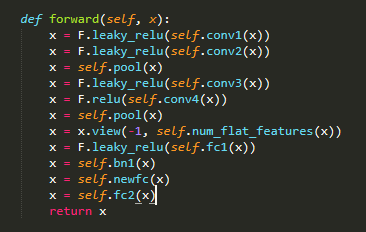 def forward(self, x):
x = F.leaky_relu(self.conv1(x))
x = F.leaky_relu(self.conv2(x))
x = self.pool(x)
x = F.leaky_relu(self.conv3(x))
x = F.relu(self.conv4(x))
x = self.pool(x)
x = x.view(-1, self.num_flat_features(x))
x = F.leaky_relu(self.fc1(x))
x = self.bn1(x)
x = self.newfc(x)
x = self.fc2(x)
return x